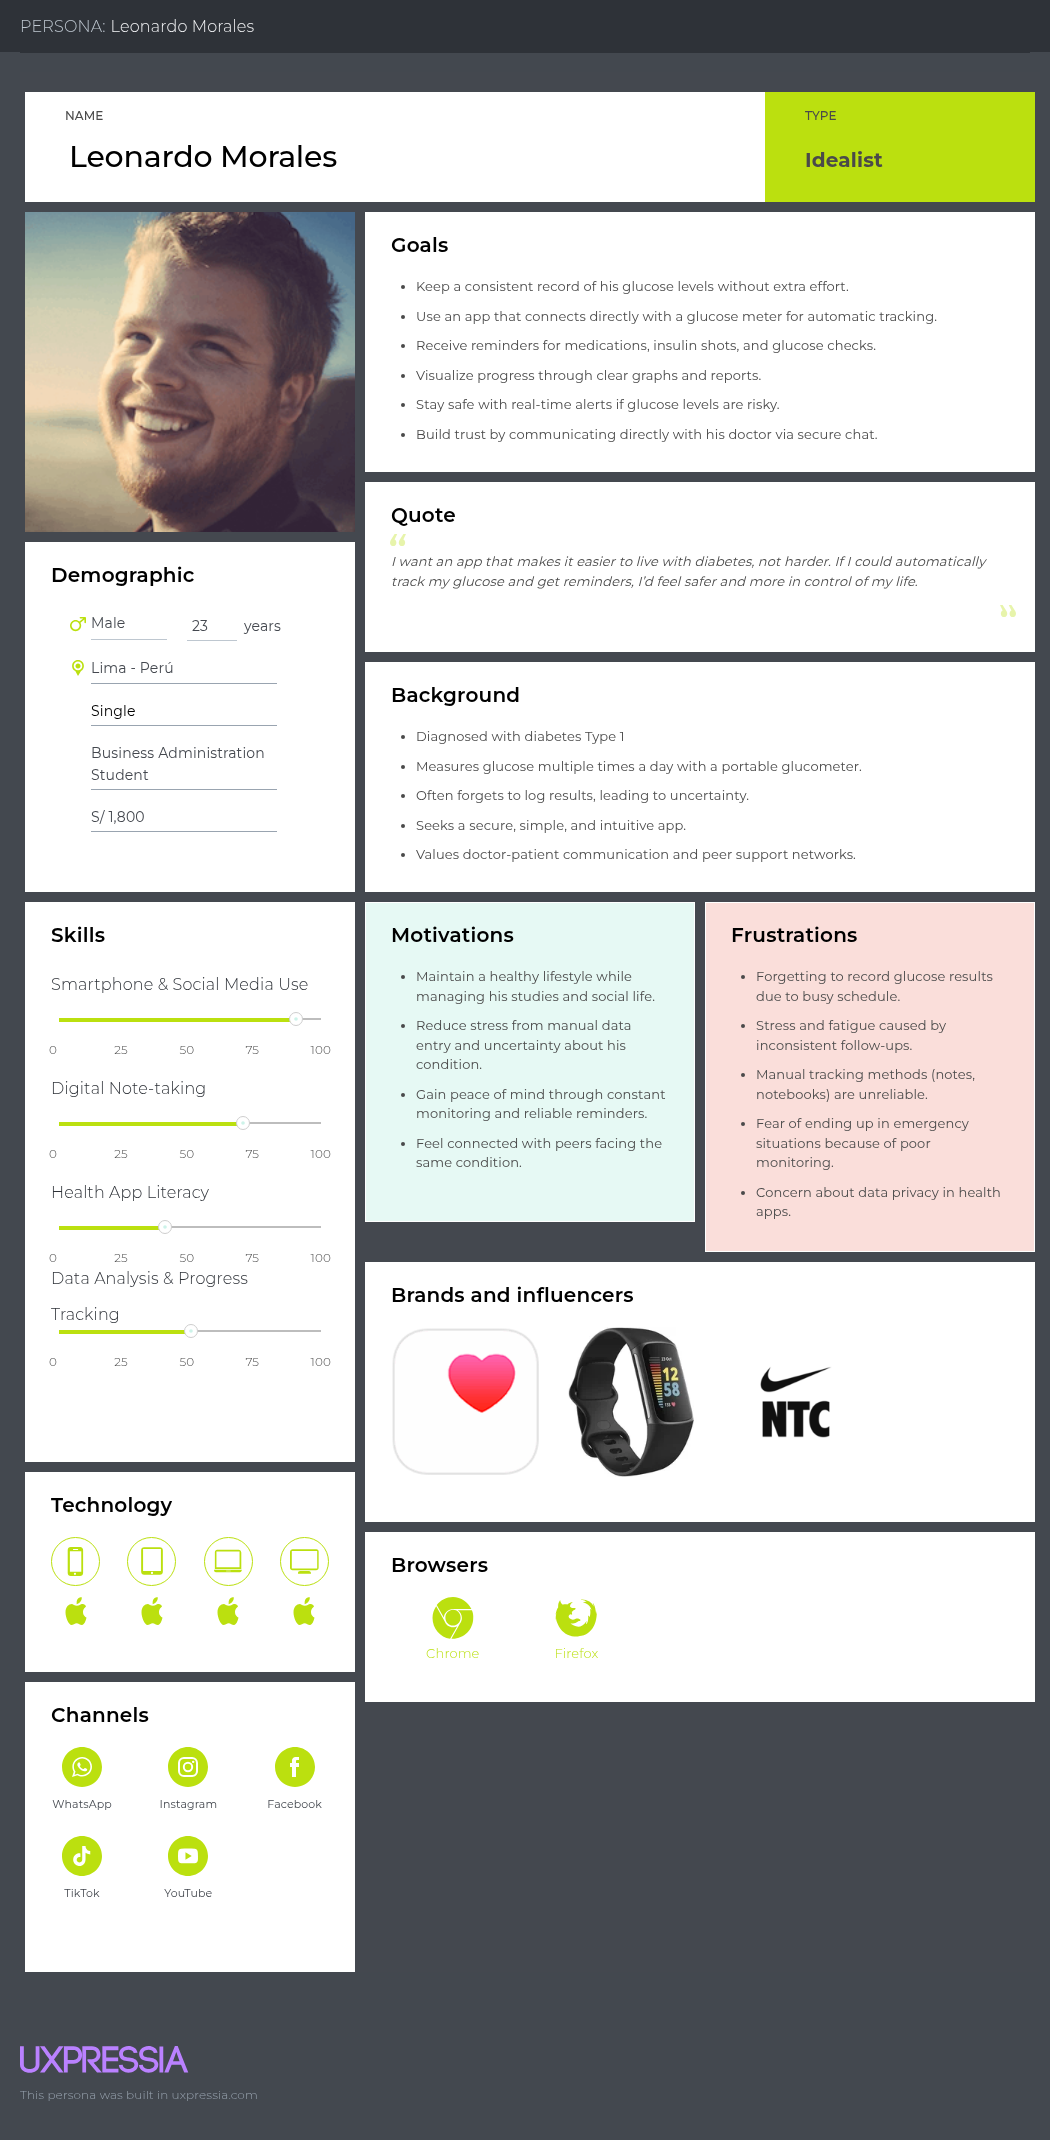 PERSONA: Leonardo Morales
NAME
Leonardo Morales
TYPE
Idealist
Goals
• Keep a consistent record of his glucose levels without extra effort.
• Use an app that connects directly with a glucose meter for automatic tracking.
• Receive reminders for medications, insulin shots, and glucose checks.
• Visualize progress through clear graphs and reports.
• Stay safe with real-time alerts if glucose levels are risky.
• Build trust by communicating directly with his doctor via secure chat.
Quote
“
I want an app that makes it easier to live with diabetes, not harder. If I could automatically
track my glucose and get reminders, I’d feel safer and more in control of my life.
”
Demographic
Male 23 years
Lima - Perú
Single
Business Administration
Student
S/ 1,800
Background
• Diagnosed with diabetes Type 1
• Measures glucose multiple times a day with a portable glucometer.
• Often forgets to log results, leading to uncertainty.
• Seeks a secure, simple, and intuitive app.
• Values doctor-patient communication and peer support networks.
Skills
Smartphone & Social Media Use
0 25 50 75 100
Digital Note-taking
0 25 50 75 100
Health App Literacy
0 25 50 75 100
Data Analysis & Progress
Tracking
0 25 50 75 100
Motivations
• Maintain a healthy lifestyle while
managing his studies and social life.
• Reduce stress from manual data
entry and uncertainty about his
condition.
• Gain peace of mind through constant
monitoring and reliable reminders.
• Feel connected with peers facing the
same condition.
Frustrations
• Forgetting to record glucose results
due to busy schedule.
• Stress and fatigue caused by
inconsistent follow-ups.
• Manual tracking methods (notes,
notebooks) are unreliable.
• Fear of ending up in emergency
situations because of poor
monitoring.
• Concern about data privacy in health
apps.
Brands and influencers
12
58
NTC
Technology
Browsers
Chrome
Firefox
Channels
WhatsApp
Instagram
Facebook
TikTok
YouTube
UXPRESSIA
This persona was built in uxpressia.com